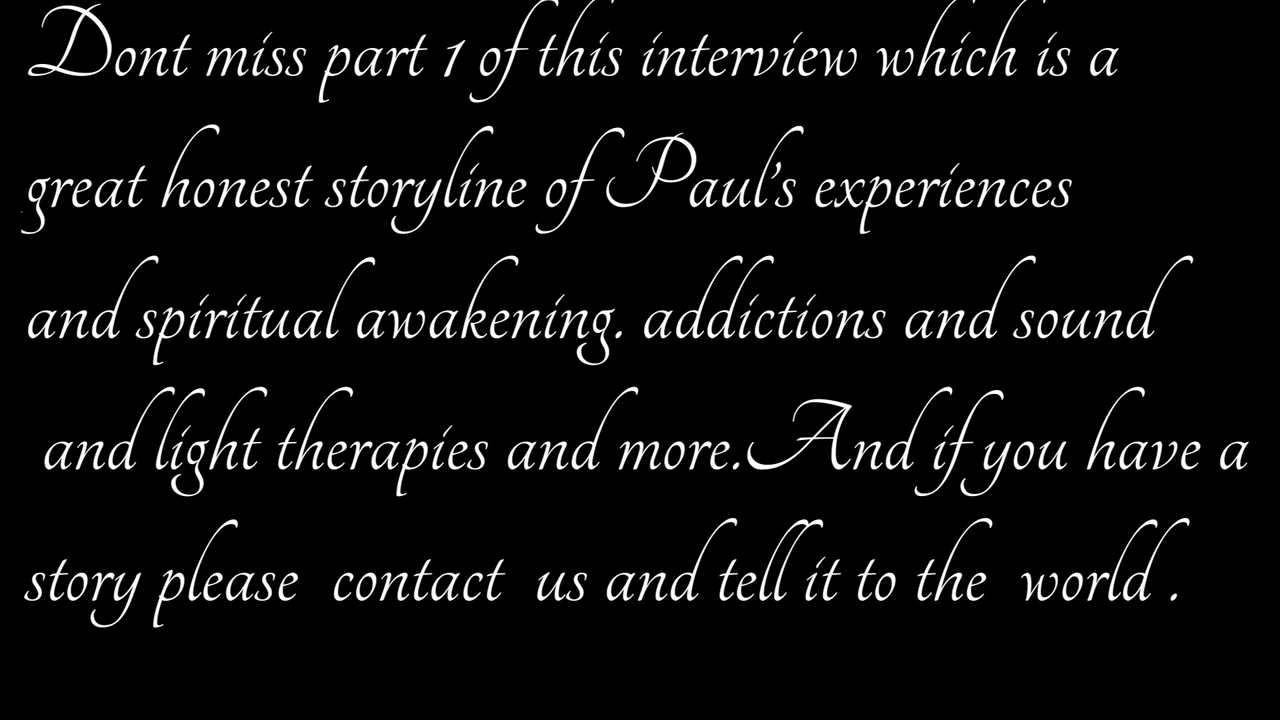 Dont miss part 1 of this interview which is a
great honest storyline of Paul's experiences
and spiritual awakening. addictions and sound
and light therapies and more.And if you have a
story please contact us and tell it to the world .